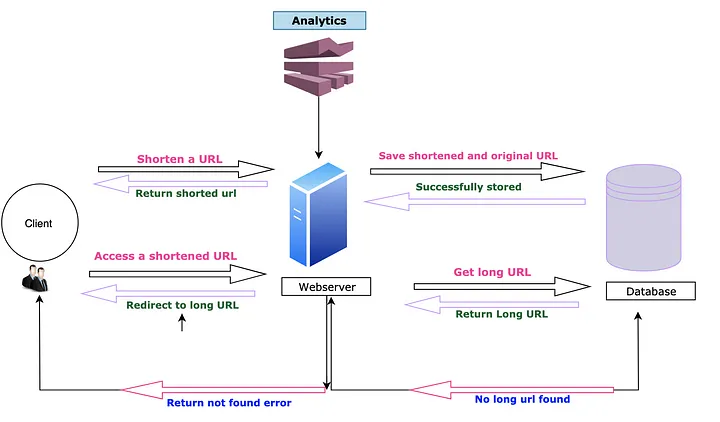 Analytics
Shorten a URL
Save shortened and original URL
Return shorted url
Successfully stored
Client
Access a shortened URL
Get long URL
Webserver
Database
Redirect to long URL
Return Long URL
Return not found error
No long url found